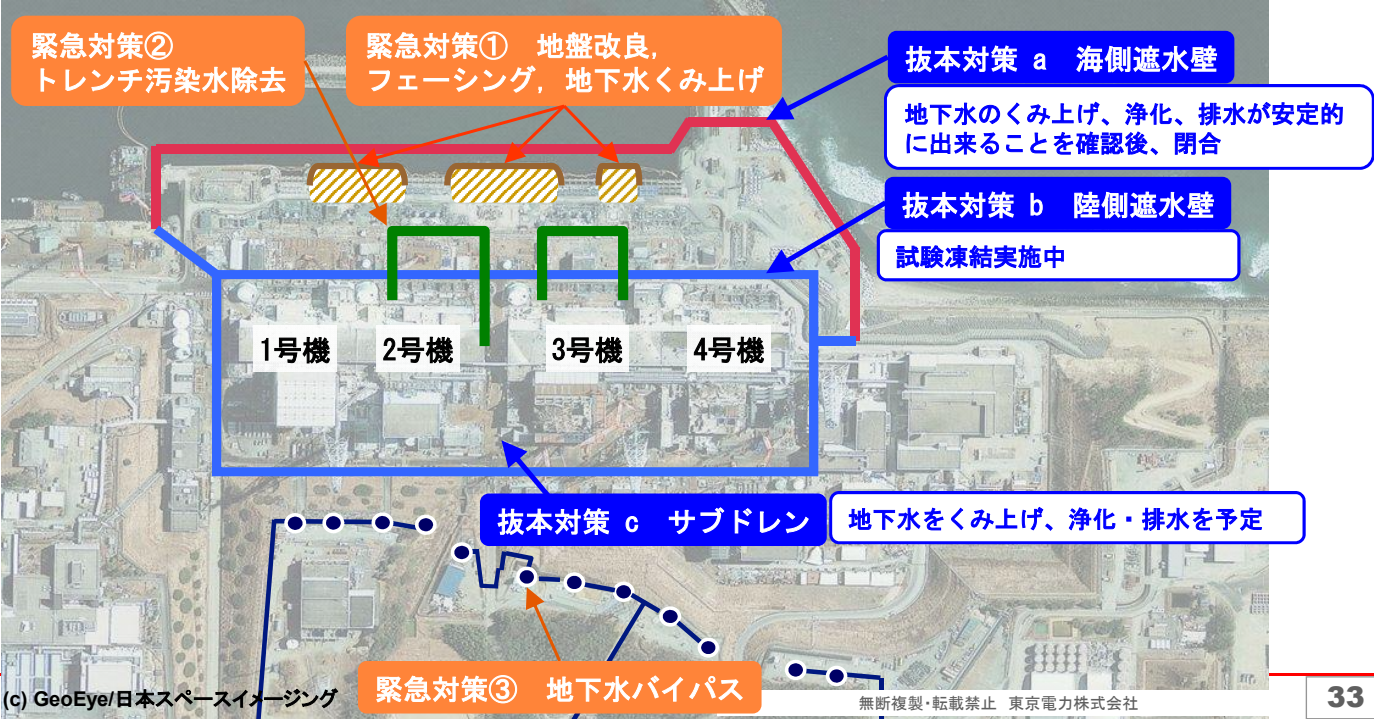 緊急対策②
トレンチ汚染水除去
緊急対策①　地盤改良,
フェーシング, 地下水くみ上げ
抜本対策 a　海側遮水壁
地下水のくみ上げ、浄化、排水が安定的
に出来ることを確認後、閉合
抜本対策 b　陸側遮水壁
試験凍結実施中
1号機
2号機
3号機
4号機
抜本対策 c　サブドレン
地下水をくみ上げ、浄化・排水を予定
緊急対策③　地下水バイパス
(c) GeoEye/日本スペースイメージング
無断複製・転載禁止 東京電力株式会社
33